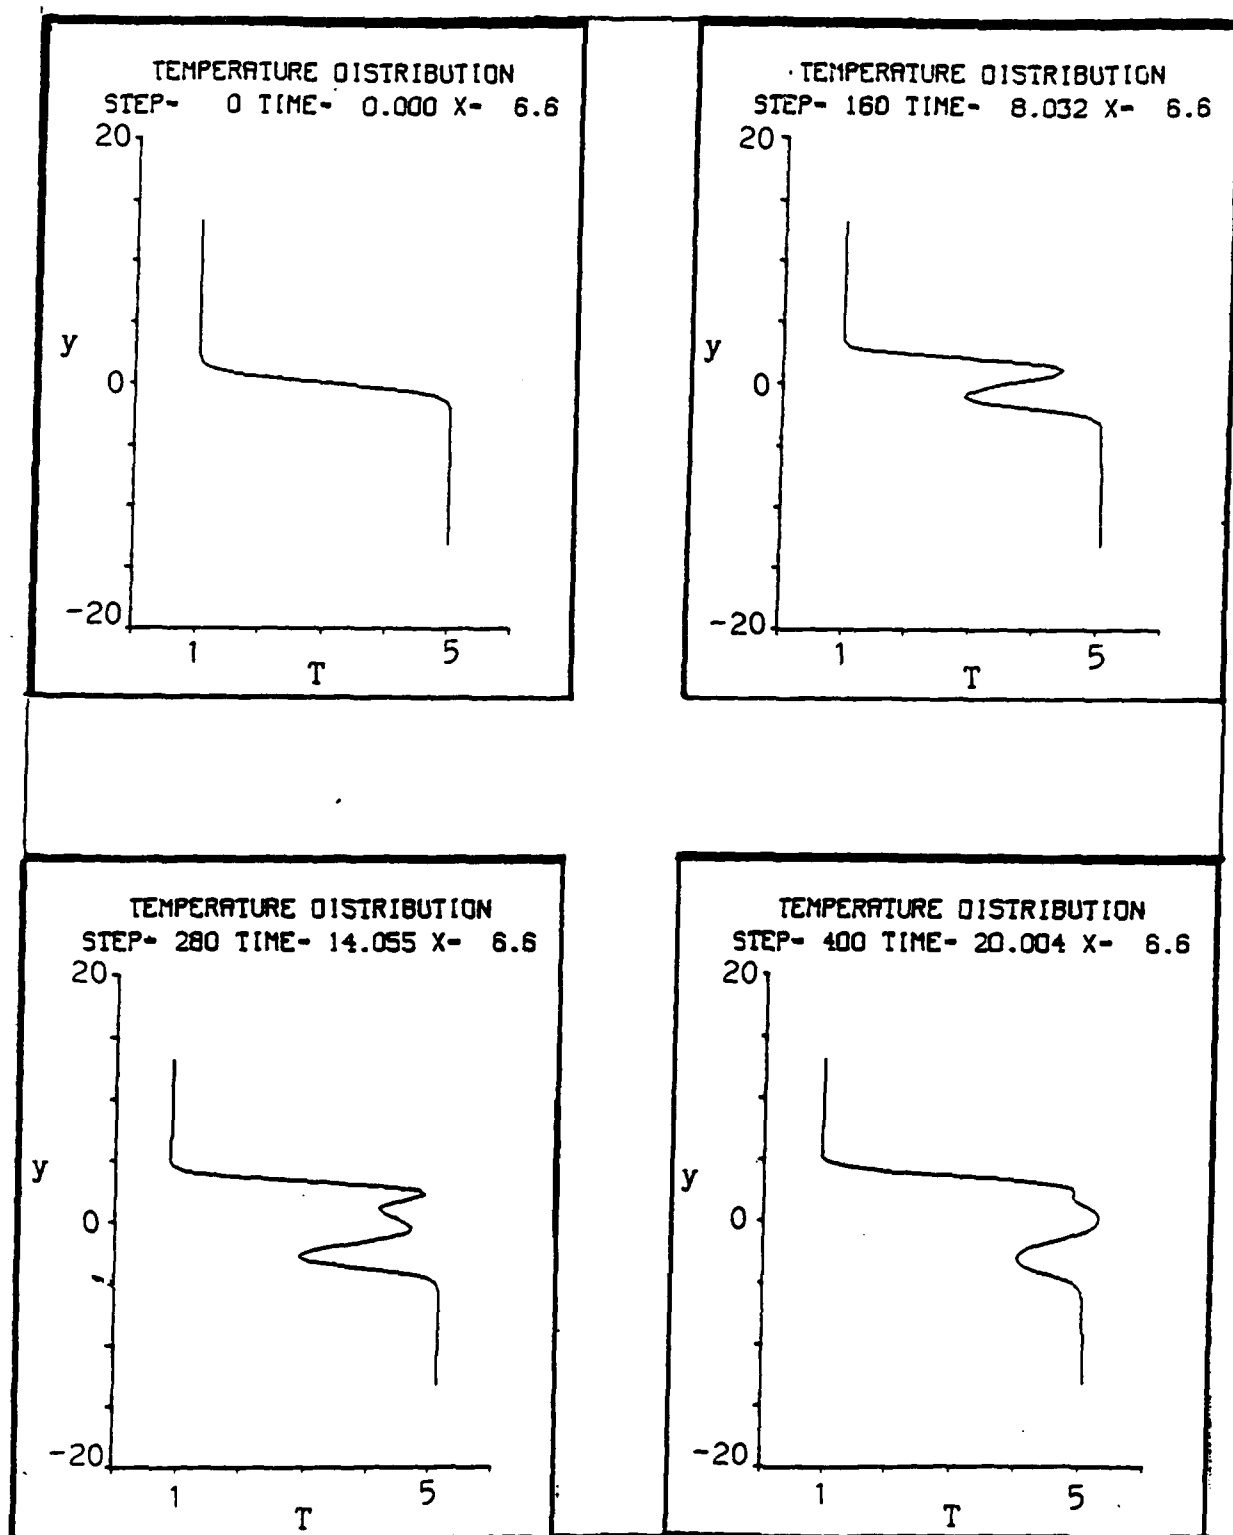 TEMPERATURE DISTRIBUTION
STEP= 0 TIME= 0.000 X= 6.6
20
y
0
-20
1
5
T
TEMPERATURE DISTRIBUTION
STEP= 160 TIME= 8.032 X= 6.6
20
y
0
-20
1
5
T
TEMPERATURE DISTRIBUTION
STEP= 280 TIME= 14.055 X= 6.6
20
y
0
-20
1
5
T
TEMPERATURE DISTRIBUTION
STEP= 400 TIME= 20.004 X= 6.6
20
y
0
-20
1
5
T